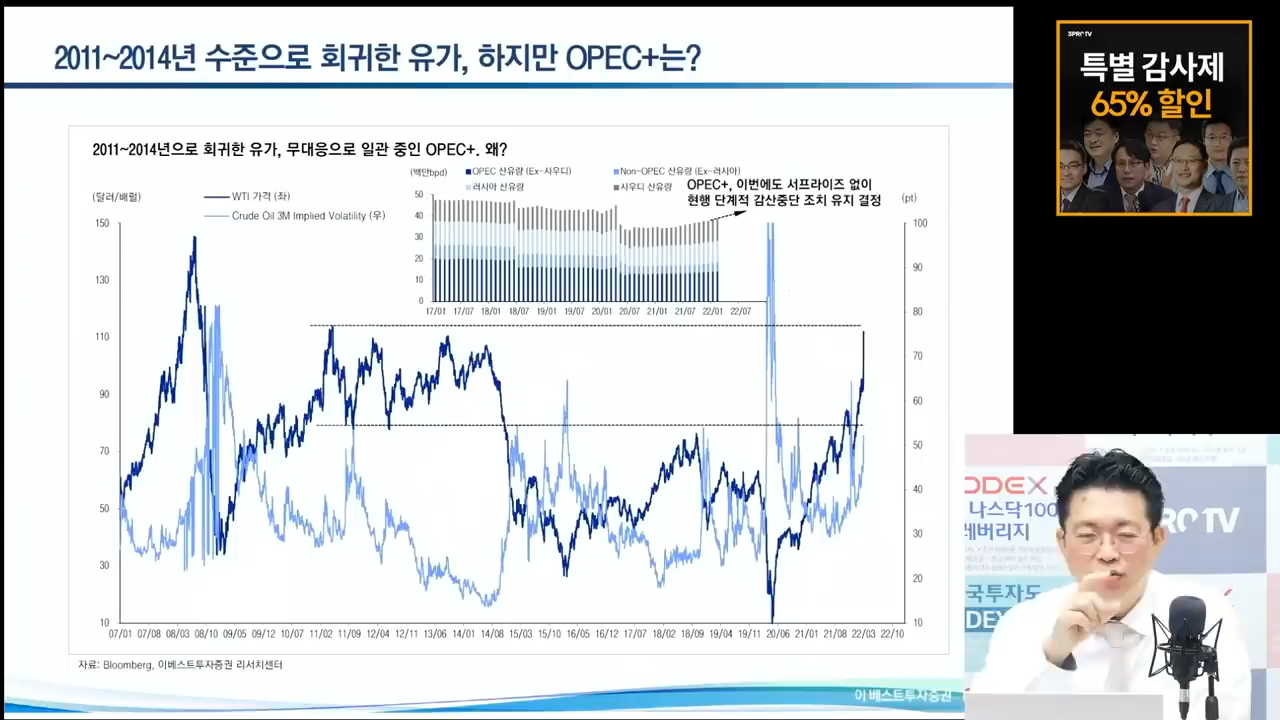 2011~2014년 수준으로 회귀한 유가, 하지만 OPEC+는?
3PROTV
특별 감사제
65% 할인
2011~2014년으로 회귀한 유가, 무대응으로 일관 중인 OPEC+. 왜?
(백만bpd)
OPEC 산유량 (Ex-사우디)
Non-OPEC 산유량 (Ex-러시아)
러시아 산유량
사우디 산유량
OPEC+, 이번에도 서프라이즈 없이
현행 단계적 감산중단 조치 유지 결정
(달러/배럴)
WTI 가격 (좌)
Crude Oil 3M Implied Volatility (우)
(pt)
50
40
30
20
10
0
17/01 17/07 18/01 18/07 19/01 19/07 20/01 20/07 21/01 21/07 22/01 22/07
150
130
110
90
70
50
30
10
100
90
80
70
60
50
40
30
20
10
07/01 07/08 08/03 08/10 09/05 09/12 10/07 11/02 11/09 12/04 12/11 13/06 14/01 14/08 15/03 15/10 16/05 16/12 17/07 18/02 18/09 19/04 19/11 20/06 21/01 21/08 22/03 22/10
자료: Bloomberg, 이베스트투자증권 리서치센터
이베스트투자증권
ODEX
나스닥100
레버리지
PRO TV
국투자도
ODEX